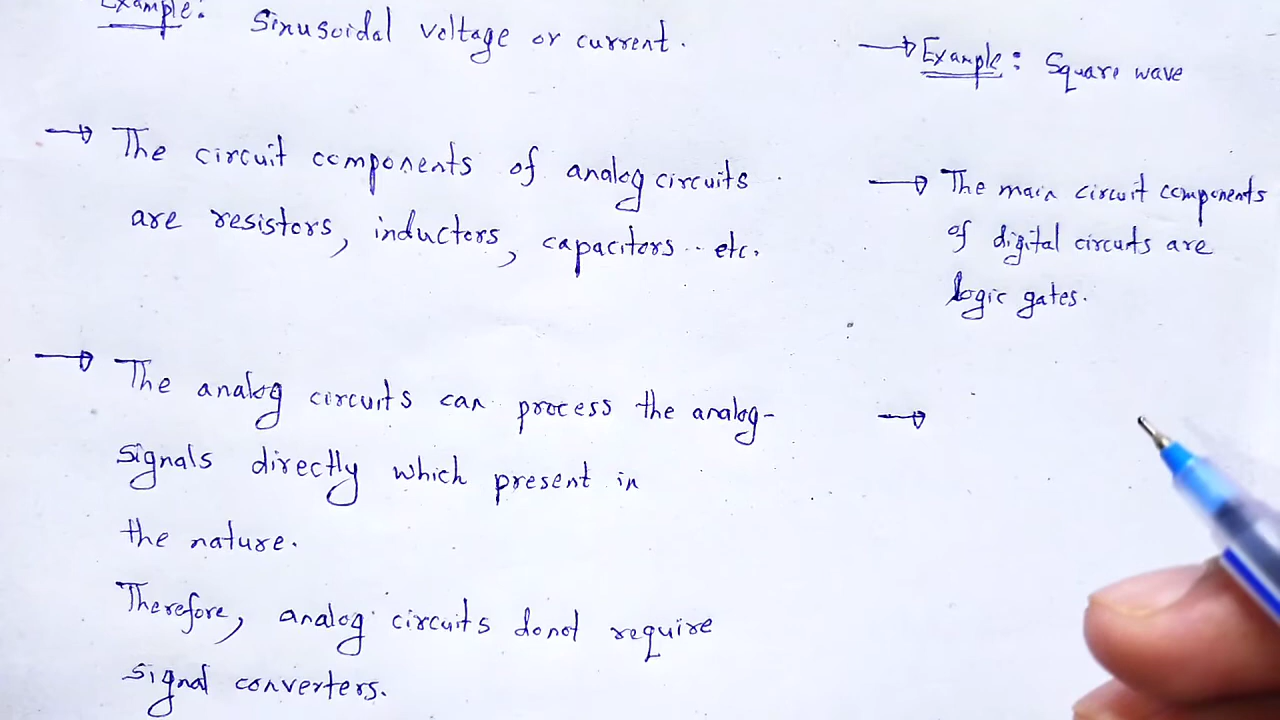 Example: Sinusoidal voltage or current.
→ The circuit components of analog circuits
are resistors, inductors, capacitors .. etc.
→ The analog circuits can process the analog-
signals directly which present in
the nature.
Therefore, analog circuits donot require
signal converters.
→ Example: Square wave
→ The main circuit components
of digital circuits are
logic gates.
→